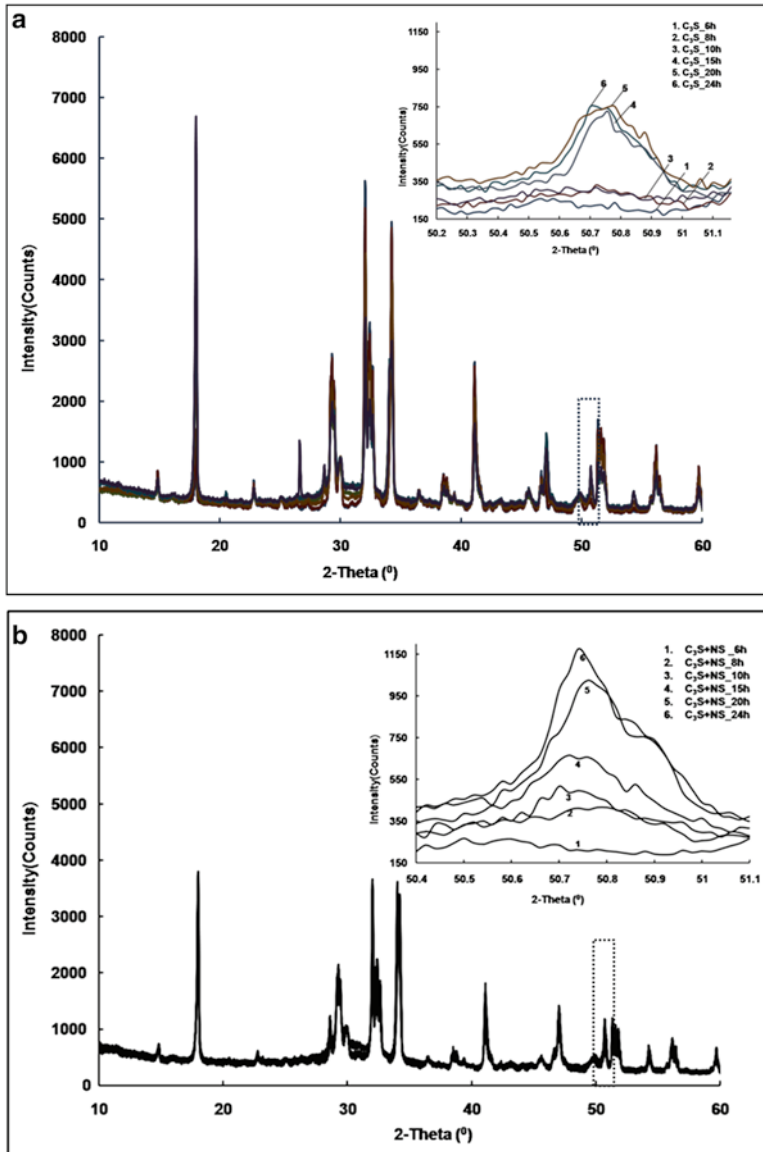 a
8000
7000
6000
5000
4000
3000
2000
1000
0
Intensity(Counts)
10 20 30 40 50 60
2-Theta (⁰)
1150
950
750
550
350
150
Intensity(Counts)
50.2 50.3 50.4 50.5 50.6 50.7 50.8 50.9 51 51.1
2-Theta (⁰)
1. C₃S_6h
2. C₃S_8h
3. C₃S_10h
4. C₃S_15h
5. C₃S_20h
6. C₃S_24h
6
5
4
3
1
2
b
8000
7000
6000
5000
4000
3000
2000
1000
0
Intensity(Counts)
10 20 30 40 50 60
2-Theta (⁰)
1150
950
750
550
350
150
Intensity(Counts)
50.4 50.5 50.6 50.7 50.8 50.9 51 51.1
2-Theta (⁰)
1. C₃S+NS _6h
2. C₃S+NS_8h
3. C₃S+NS_10h
4. C₃S+NS_15h
5. C₃S+NS_20h
6. C₃S+NS_24h
6
5
4
3
2
1